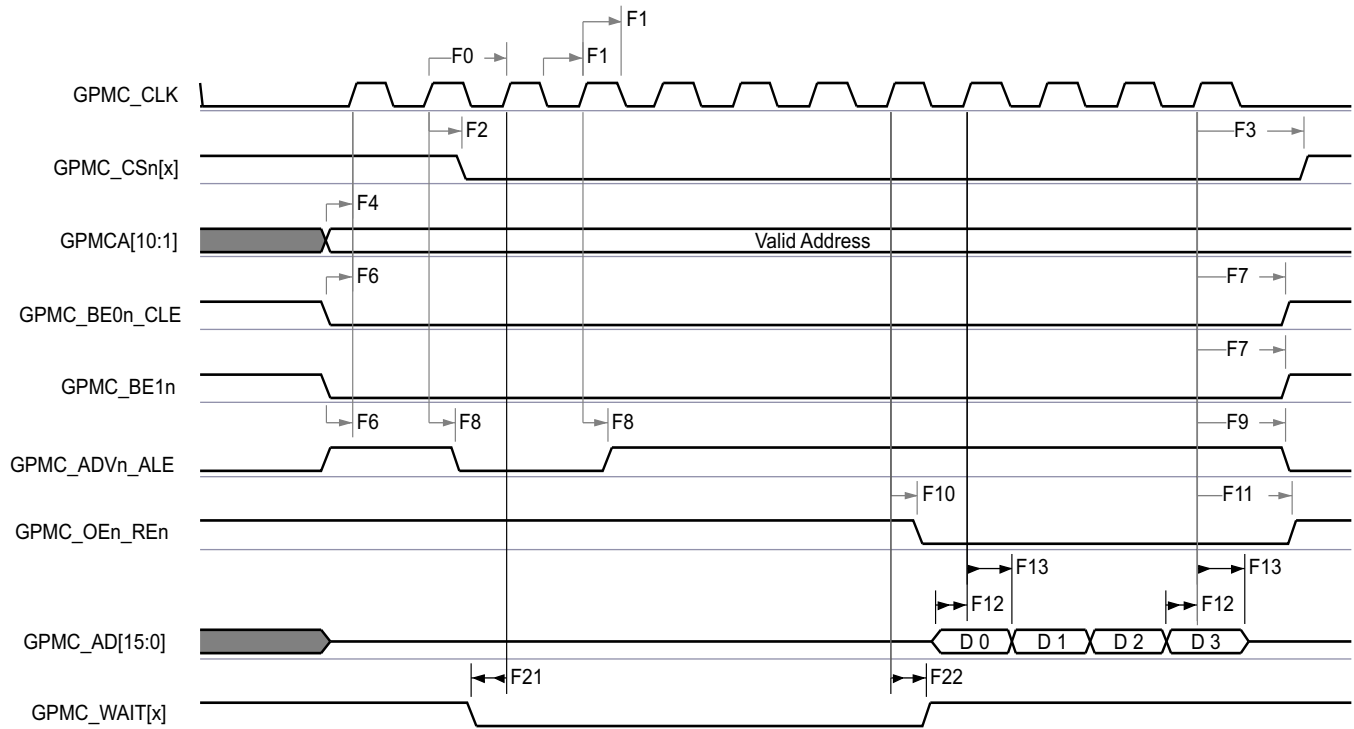 F1
F0
F1
GPMC_CLK
F2
F3
GPMC_CSn[x]
F4
GPMCA[10:1]
Valid Address
F6
F7
GPMC_BE0n_CLE
F7
GPMC_BE1n
F6
F8
F8
F9
GPMC_ADVn_ALE
F10
F11
GPMC_OEn_REn
F13
F13
F12
F12
GPMC_AD[15:0]
D 0
D 1
D 2
D 3
F21
F22
GPMC_WAIT[x]